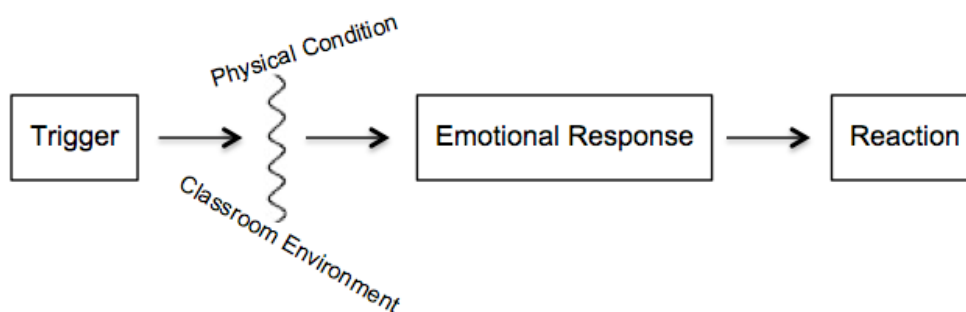 Physical Condition
Trigger
Emotional Response
Reaction
Classroom Environment